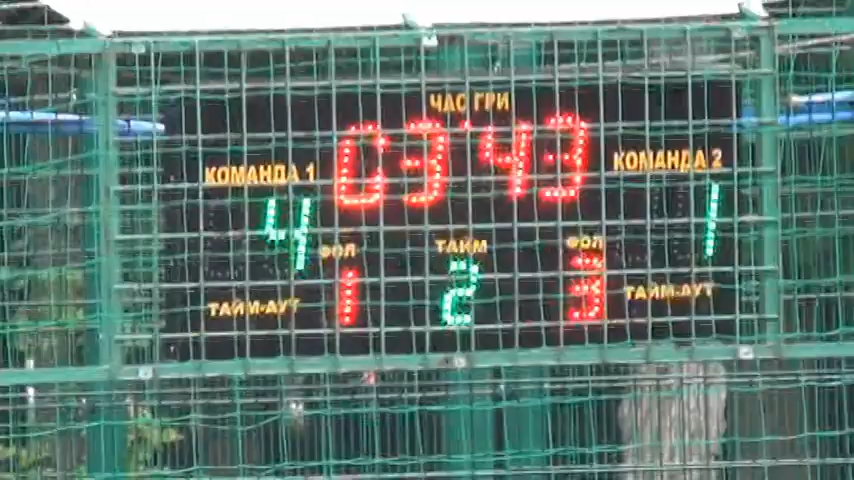 ЧАС ГРИ
03:43
КОМАНДА 1
КОМАНДА 2
4
1
ФОЛ
ТАЙМ
ФОЛ
1
2
3
ТАЙМ-АУТ
ТАЙМ-АУТ